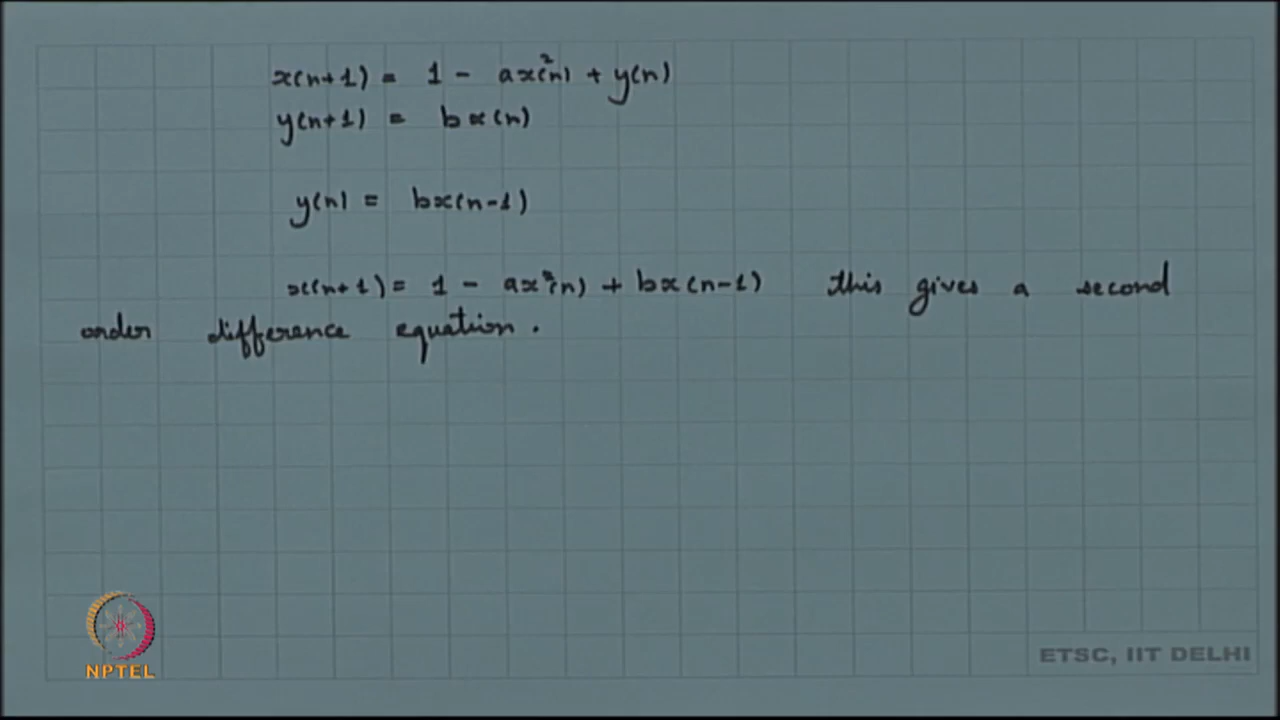 x(n+1) = 1 - ax²(n) + y(n)
y(n+1) = bx(n)
y(n) = bx(n-1)
x(n+1) = 1 - ax²(n) + bx(n-1) this gives a second
order difference equation.
NPTEL
ETSC, IIT DELHI